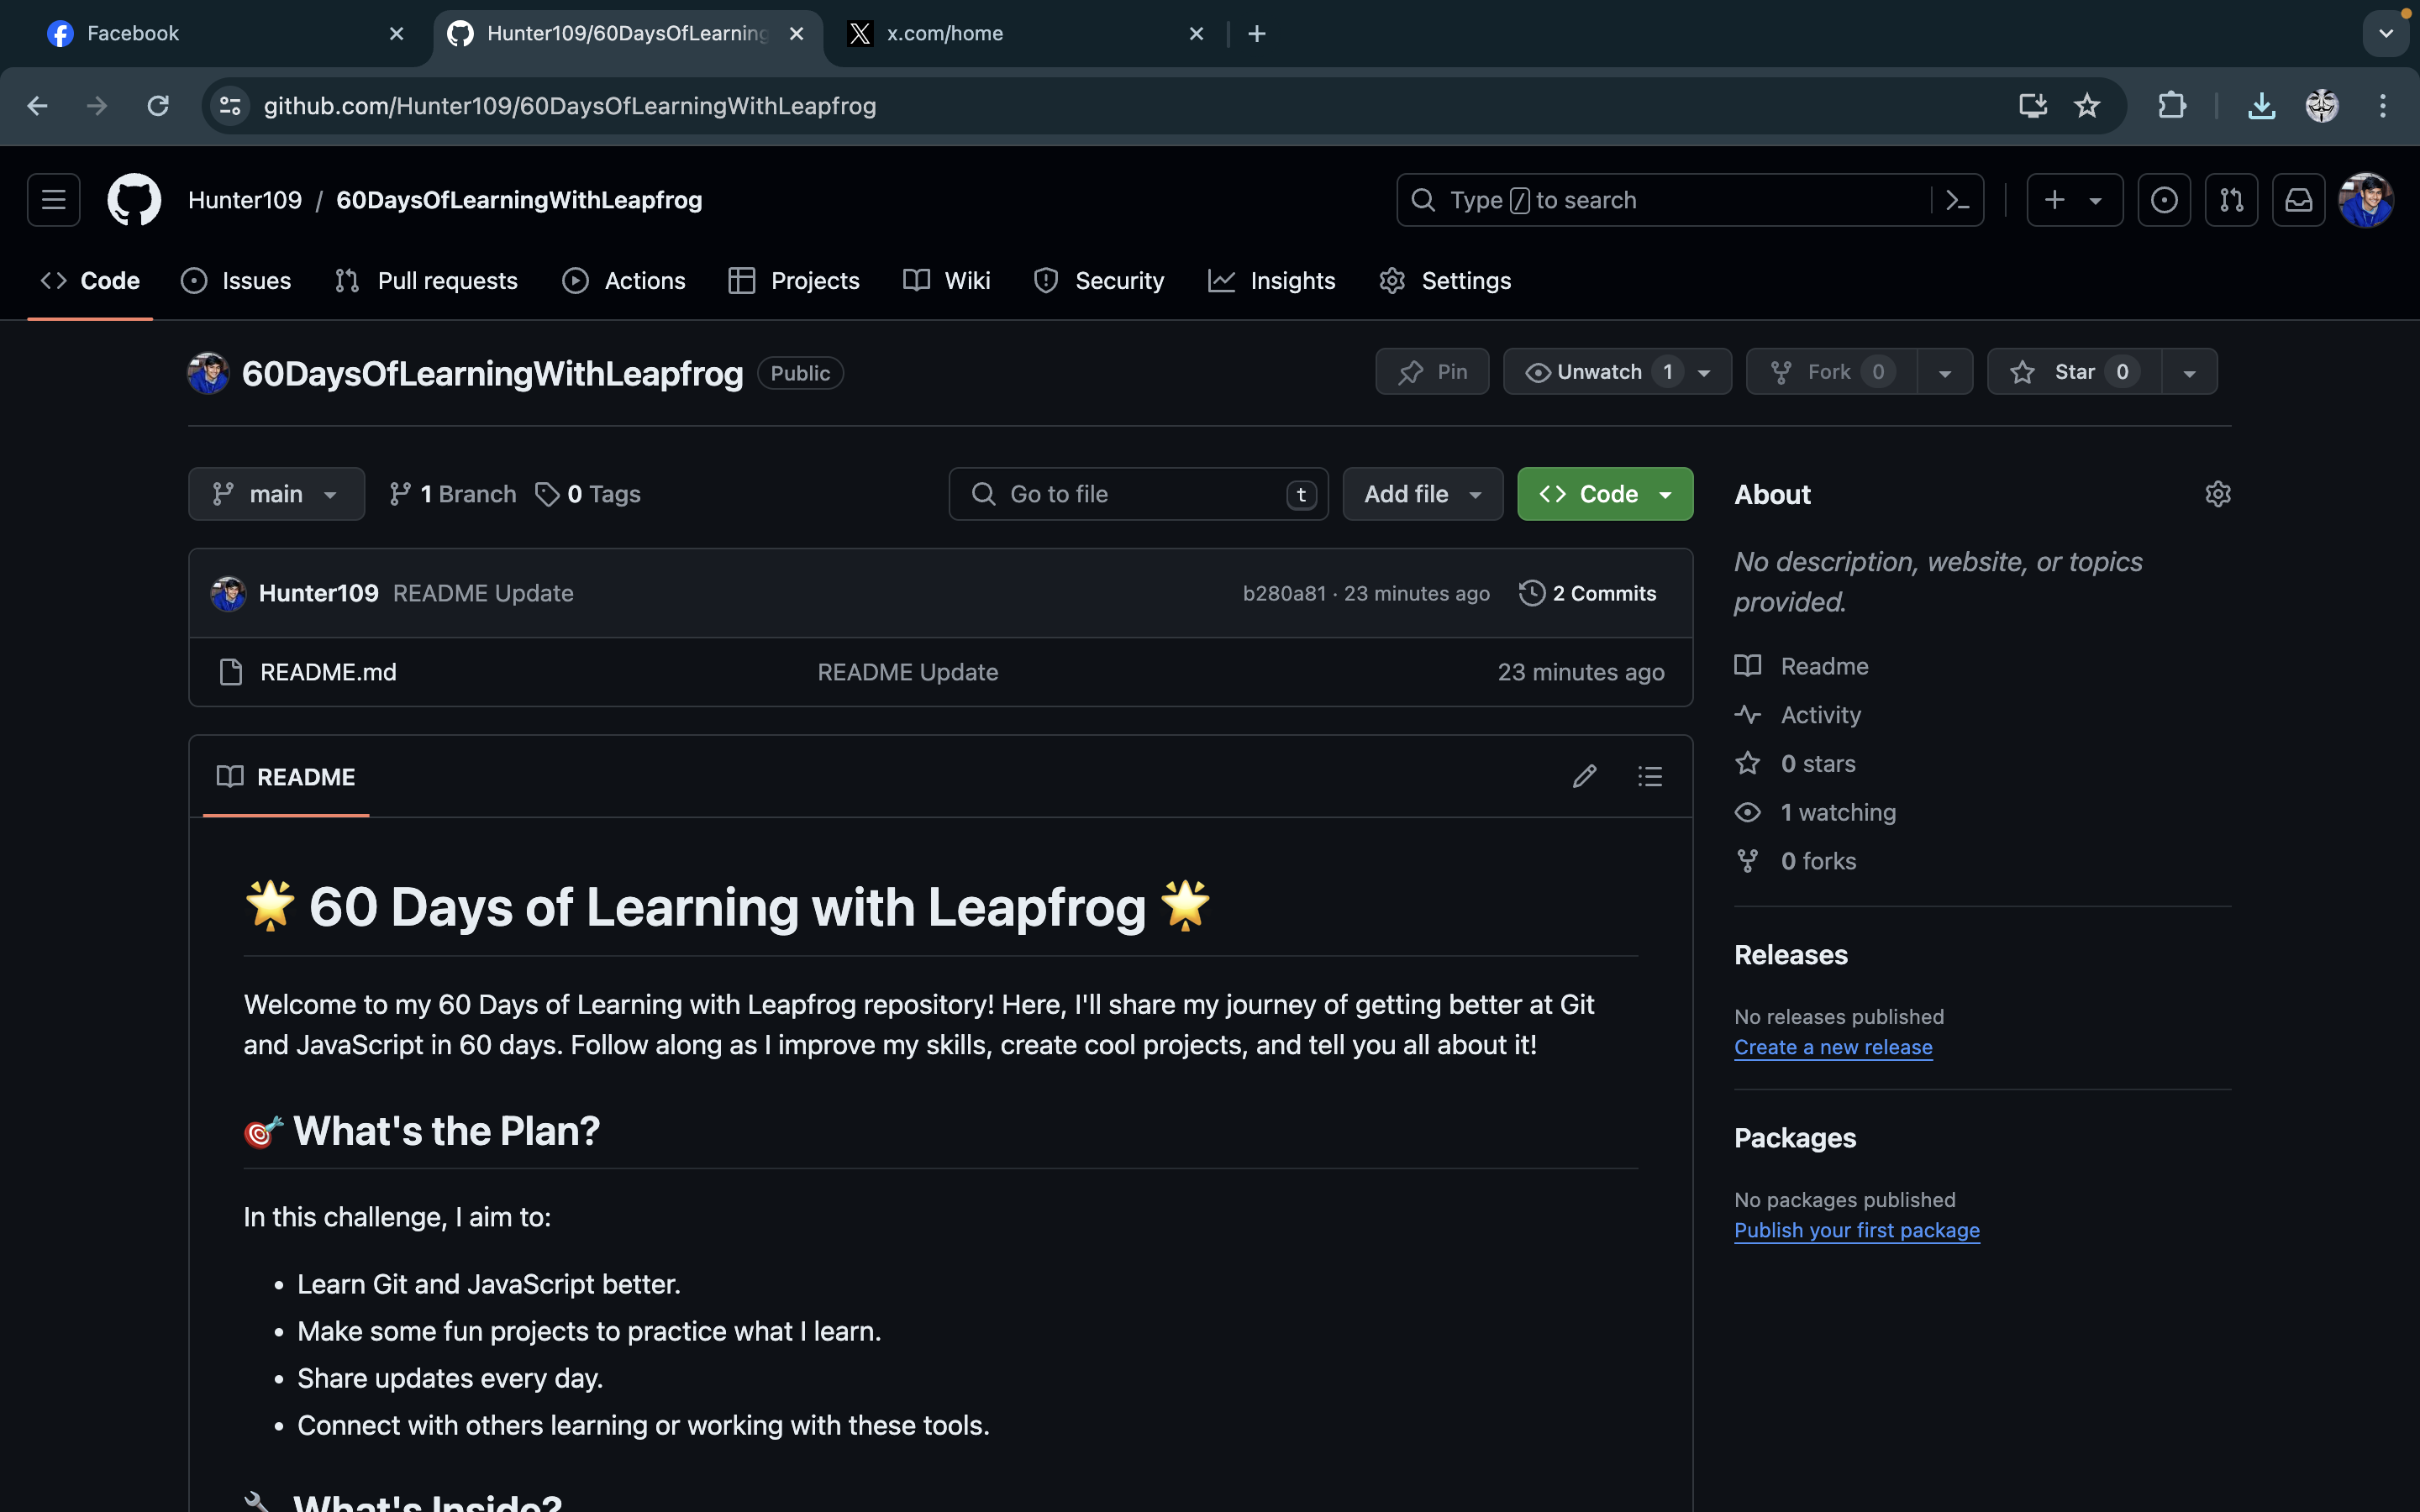 Facebook
Hunter109/60DaysOfLearning
x.com/home
github.com/Hunter109/60DaysOfLearningWithLeapfrog
Hunter109 / 60DaysOfLearningWithLeapfrog
Type / to search
Code
Issues
Pull requests
Actions
Projects
Wiki
Security
Insights
Settings
60DaysOfLearningWithLeapfrog
Public
Pin
Unwatch 1
Fork 0
Star 0
main
1 Branch
0 Tags
Go to file
t
Add file
Code
Hunter109 README Update
b280a81 · 23 minutes ago
2 Commits
README.md
README Update
23 minutes ago
README
🌟 60 Days of Learning with Leapfrog 🌟
Welcome to my 60 Days of Learning with Leapfrog repository! Here, I'll share my journey of getting better at Git
and JavaScript in 60 days. Follow along as I improve my skills, create cool projects, and tell you all about it!
🎯 What's the Plan?
In this challenge, I aim to:
• Learn Git and JavaScript better.
• Make some fun projects to practice what I learn.
• Share updates every day.
• Connect with others learning or working with these tools.
🔧 What's Inside?
About
No description, website, or topics
provided.
Readme
Activity
0 stars
1 watching
0 forks
Releases
No releases published
Create a new release
Packages
No packages published
Publish your first package